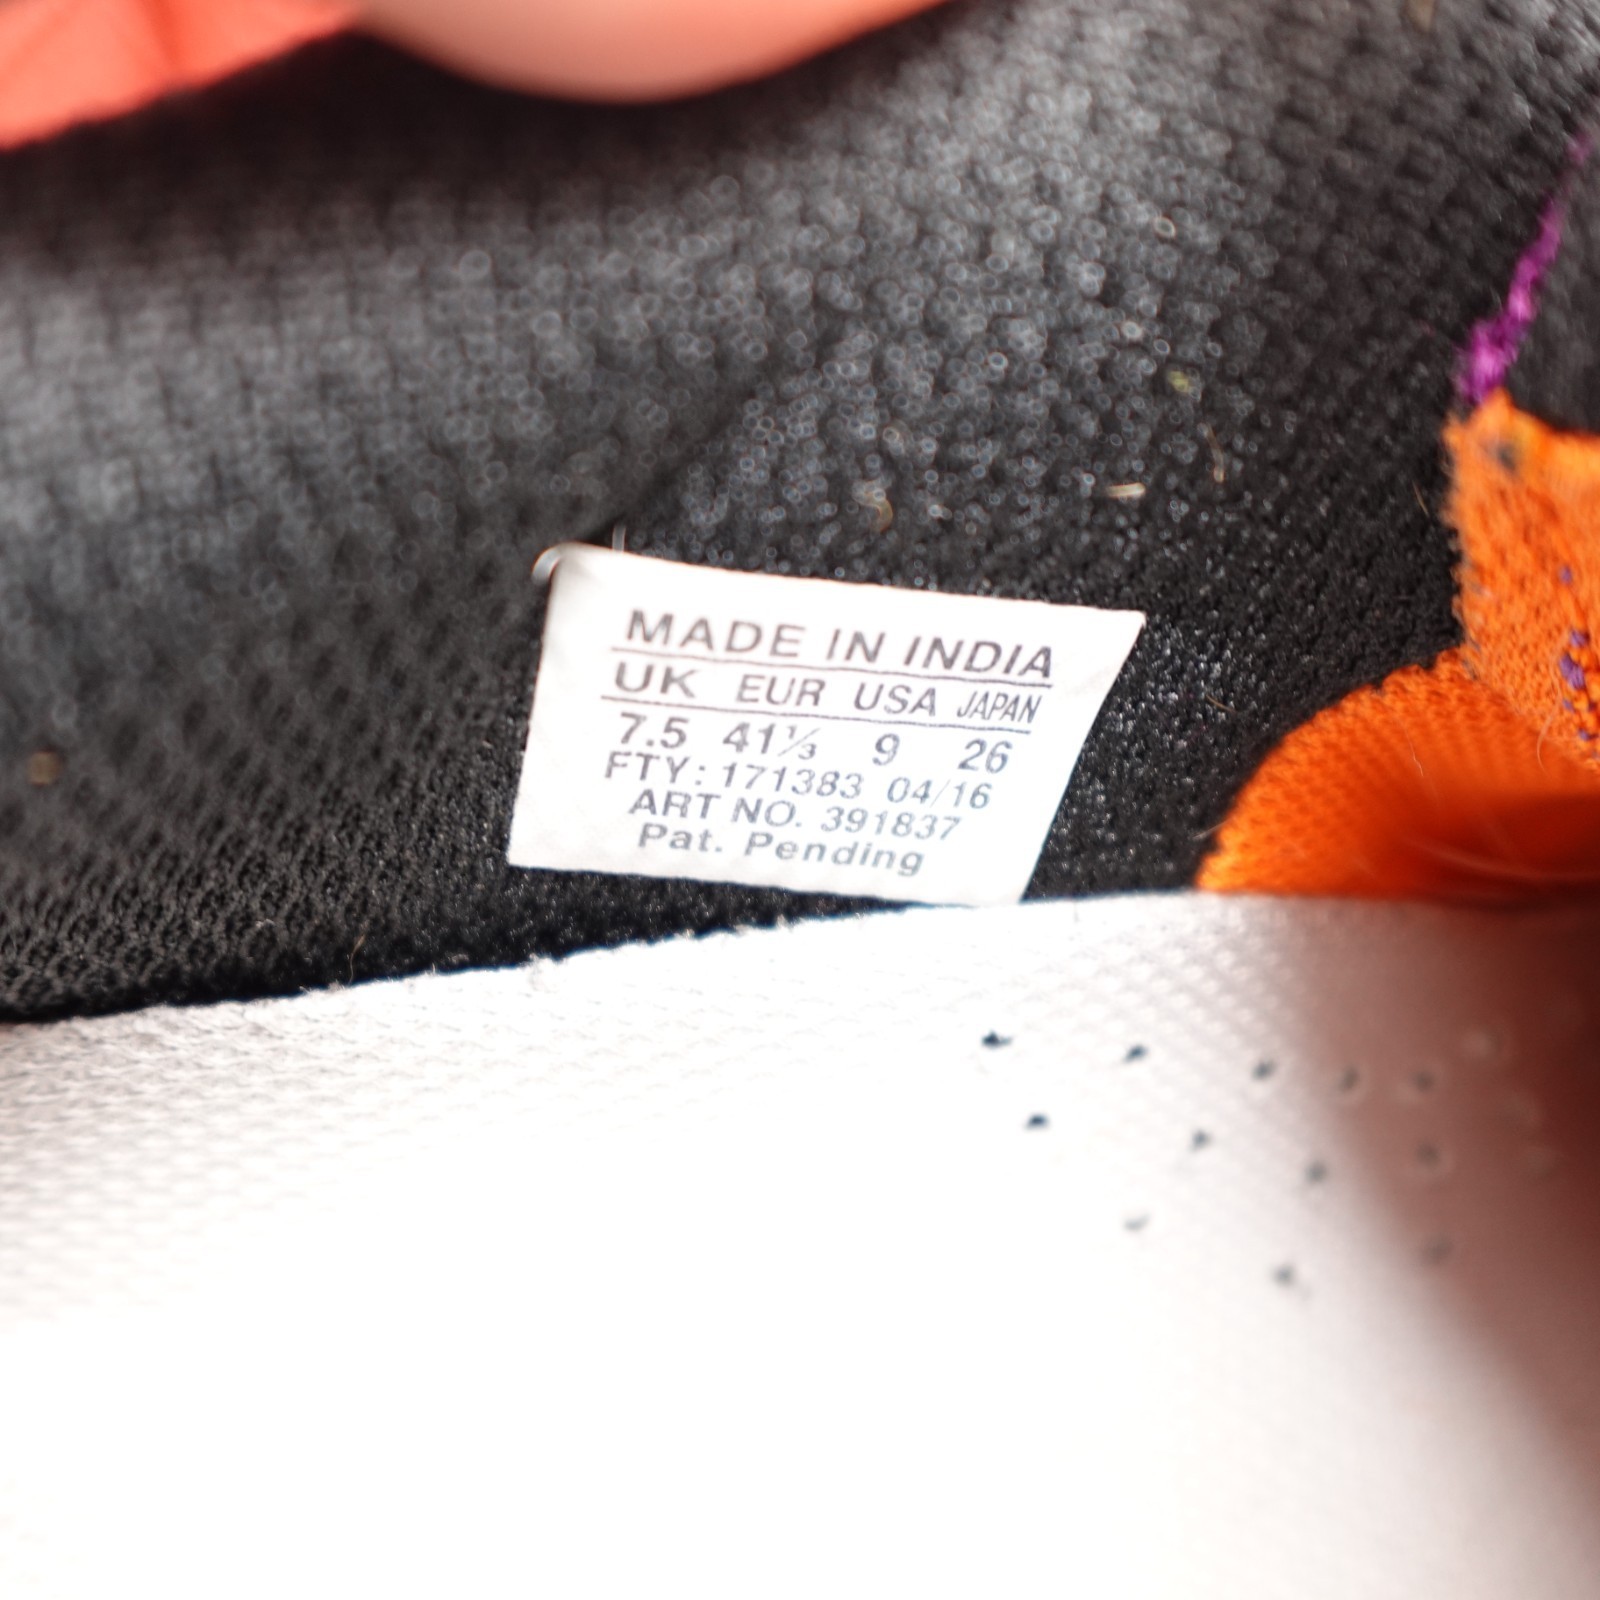 MADE IN INDIA
UK EUR USA JAPAN
7.5 41⅓ 9 26
FTY: 171383 04/16
ART NO. 391837
Pat. Pending